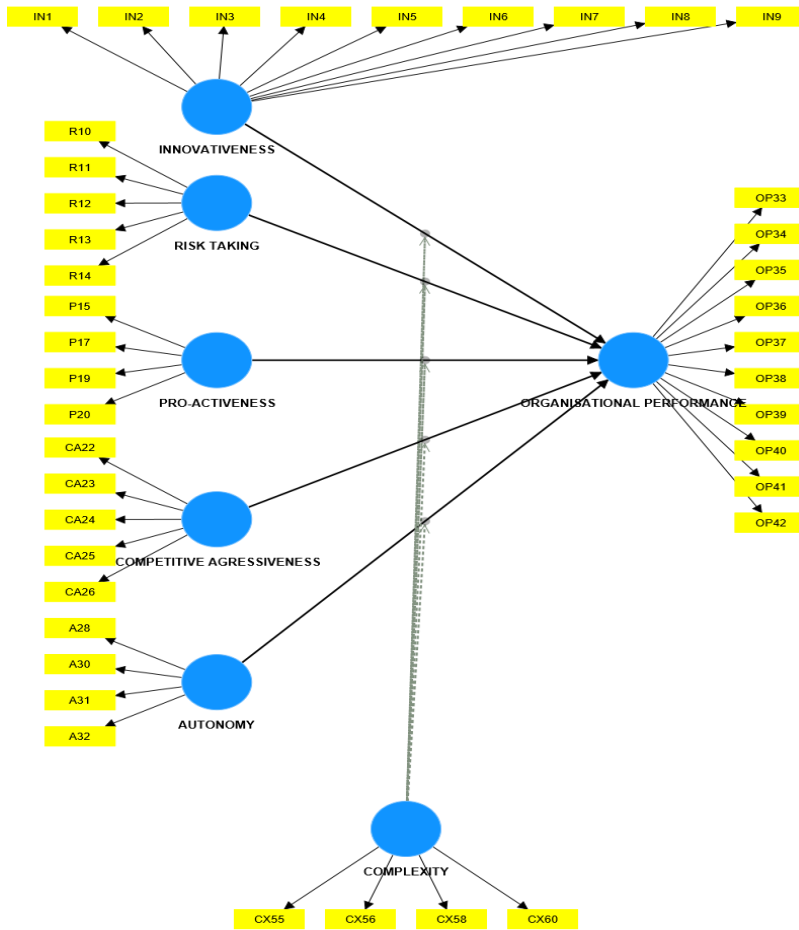 IN1 IN2 IN3 IN4 IN5 IN6 IN7 IN8 IN9
INNOVATIVENESS
R10
R11
R12
R13
R14
RISK TAKING
P15
P17
P19
P20
PRO-ACTIVENESS
CA22
CA23
CA24
CA25
CA26
COMPETITIVE AGRESSIVENESS
A28
A30
A31
A32
AUTONOMY
OP33
OP34
OP35
OP36
OP37
OP38
OP39
OP40
OP41
OP42
ORGANISATIONAL PERFORMANCE
COMPLEXITY
CX55 CX56 CX58 CX60